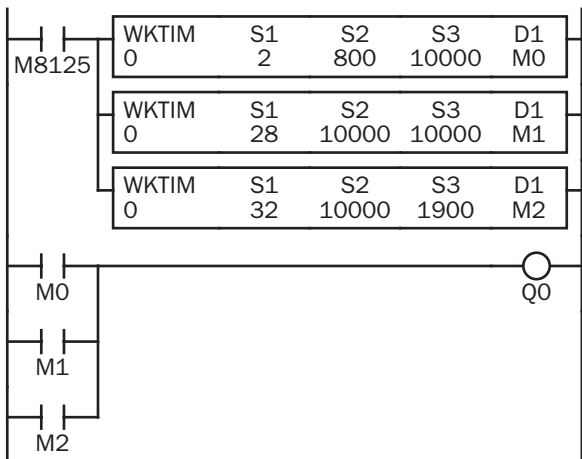 WKTIM S1 S2 S3 D1
0 2 800 10000 M0
M8125
WKTIM S1 S2 S3 D1
0 28 10000 10000 M1
WKTIM S1 S2 S3 D1
0 32 10000 1900 M2
M0 Q0
M1
M2